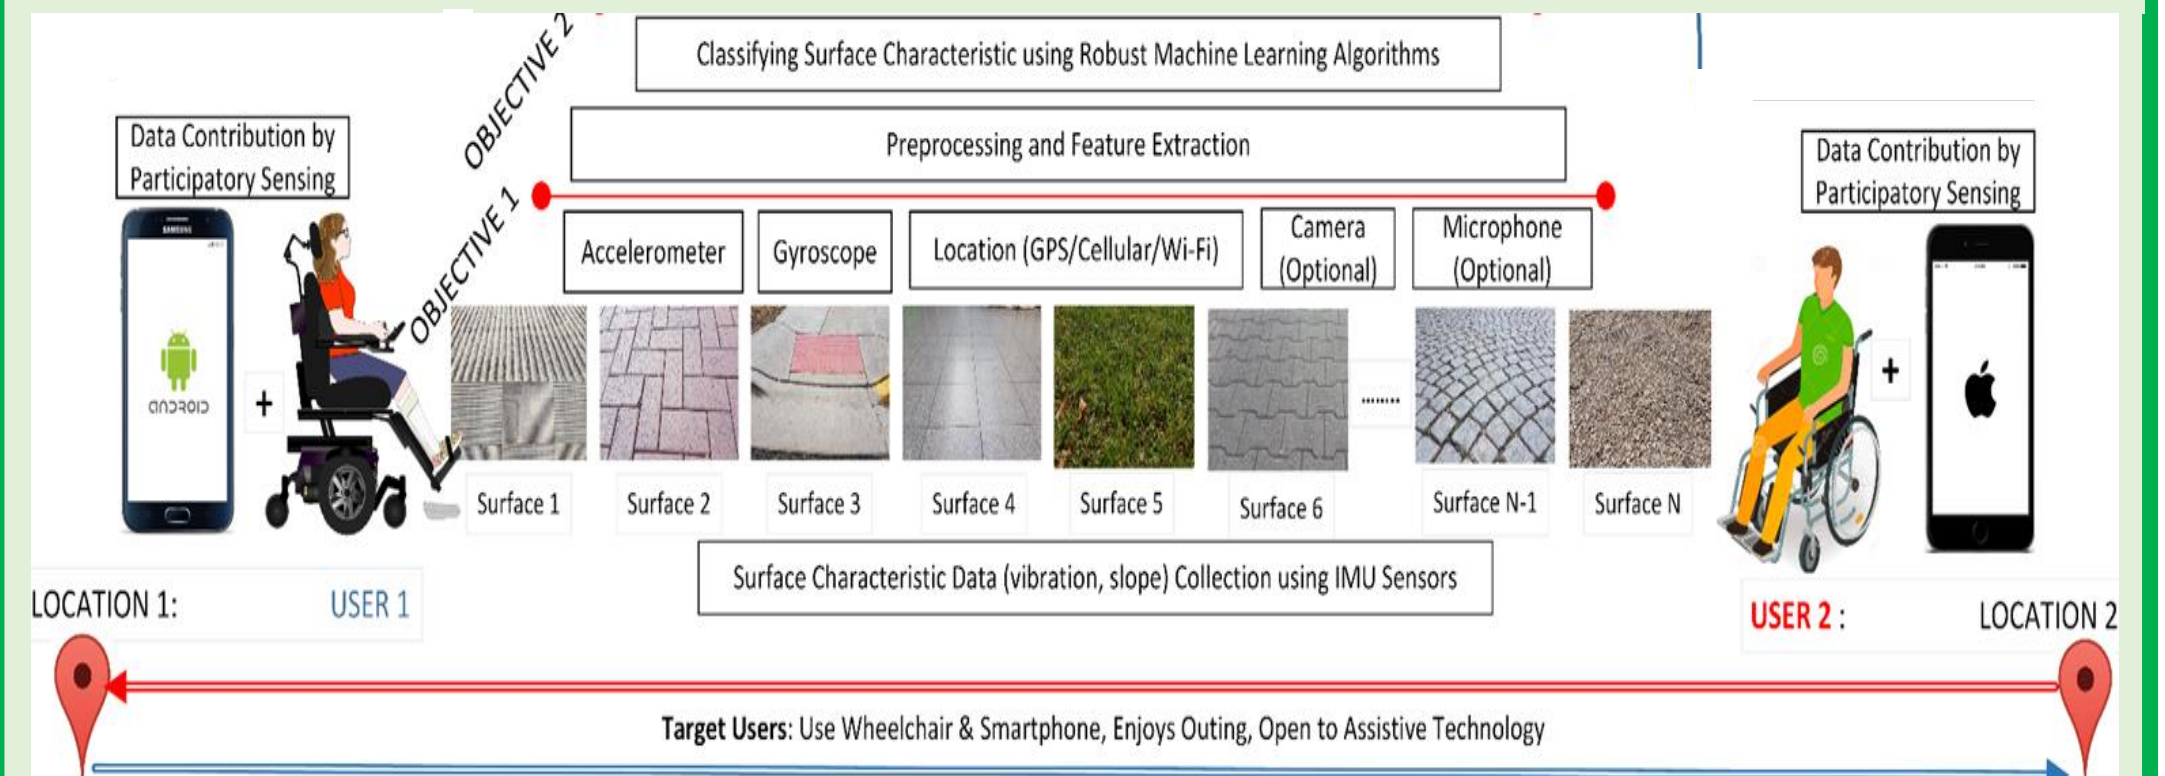 OBJECTIVE 2
Classifying Surface Characteristic using Robust Machine Learning Algorithms
Preprocessing and Feature Extraction
Data Contribution by
Participatory Sensing
Data Contribution by
Participatory Sensing
OBJECTIVE 1
Accelerometer
Gyroscope
Location (GPS/Cellular/Wi-Fi)
Camera
(Optional)
Microphone
(Optional)
SAMSUNG
ANDROID
+
........
+
Surface 1
Surface 2
Surface 3
Surface 4
Surface 5
Surface 6
Surface N-1
Surface N
Surface Characteristic Data (vibration, slope) Collection using IMU Sensors
LOCATION 1:
USER 1
USER 2 :
LOCATION 2
Target Users: Use Wheelchair & Smartphone, Enjoys Outing, Open to Assistive Technology